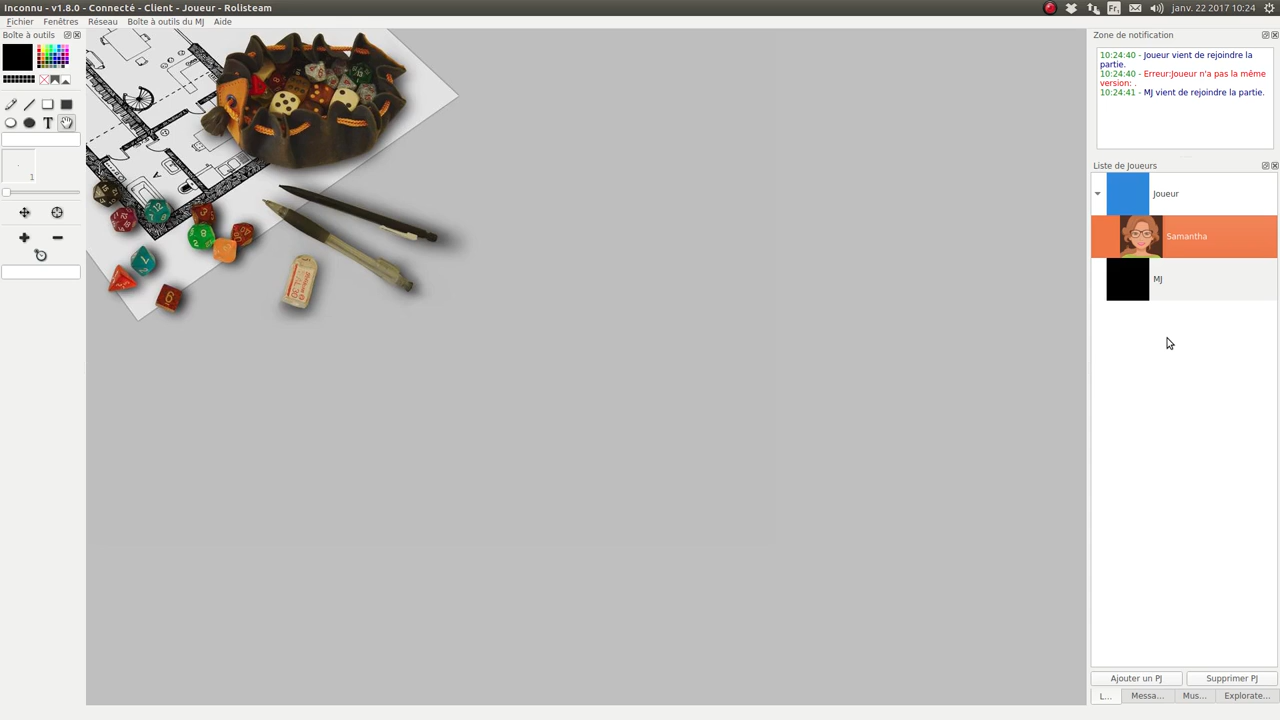 Inconnu - v1.8.0 - Connecté - Client - Joueur - Rolisteam
Fr.
janv. 22 2017 10:24
Fichier Fenêtres Réseau Boîte à outils du MJ Aide
Boîte à outils
T
1
Zone de notification
10:24:40 - Joueur vient de rejoindre la
partie.
10:24:40 - Erreur:Joueur n'a pas la même
version: .
10:24:41 - MJ vient de rejoindre la partie.
Liste de Joueurs
Joueur
Samantha
MJ
Ajouter un PJ Supprimer PJ
L... Messa... Mus... Explorate...